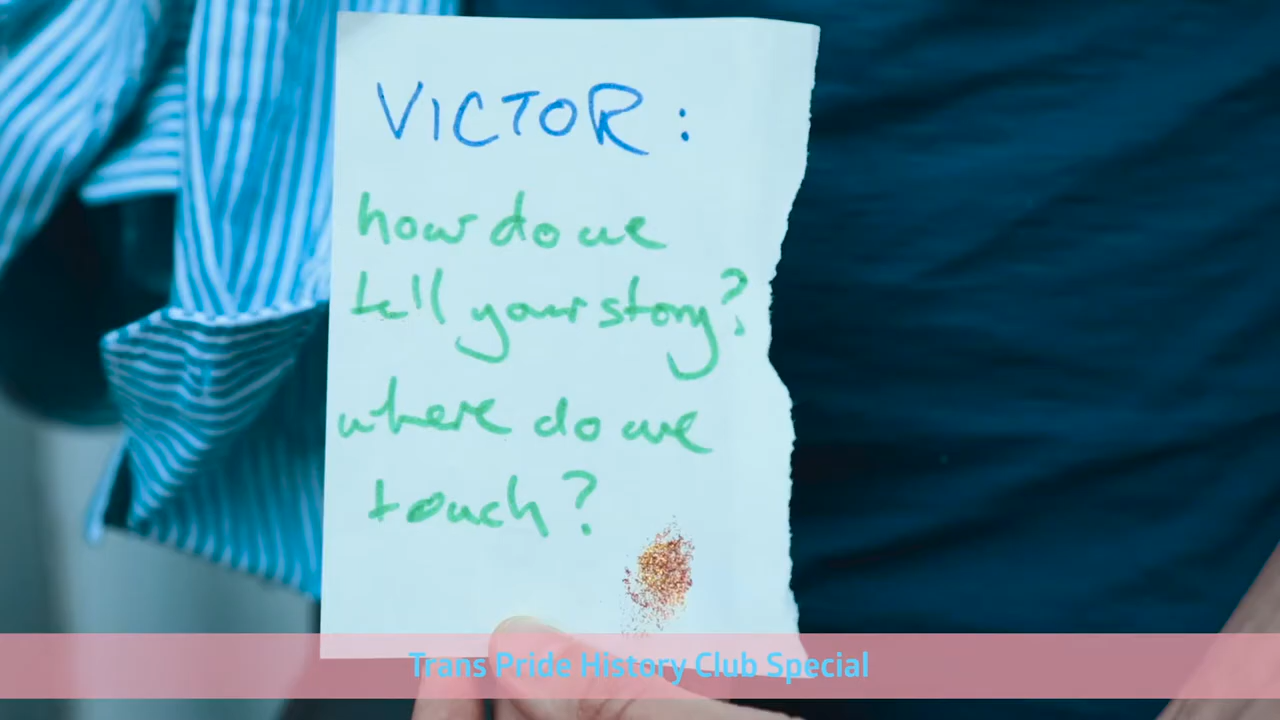 VICTOR:
how do we
tell your story?
where do we
touch?
Trans Pride History Club Special